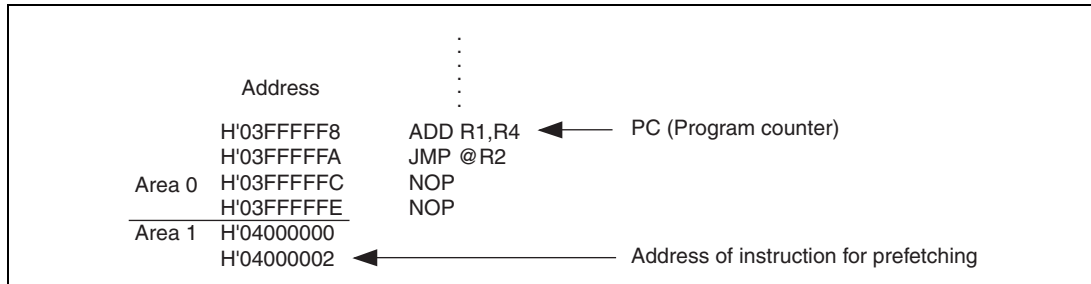 Address
H'03FFFFF8 ADD R1,R4 PC (Program counter)
H'03FFFFFA JMP @R2
Area 0 H'03FFFFFC NOP
H'03FFFFFE NOP
Area 1 H'04000000
H'04000002 Address of instruction for prefetching